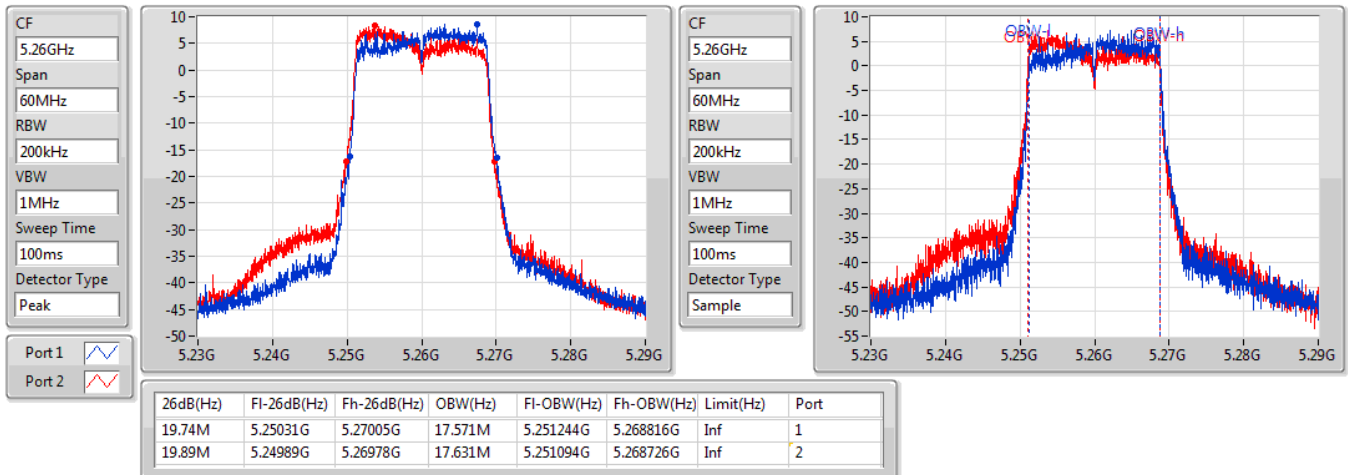 CF
5.26GHz
Span
60MHz
RBW
200kHz
VBW
1MHz
Sweep Time
100ms
Detector Type
Peak
10-
5-
0-
-5-
-10-
-15-
-20-
-25-
-30-
-35-
-40-
-45-
-50-
5.23G 5.24G 5.25G 5.26G 5.27G 5.28G 5.29G
CF
5.26GHz
Span
60MHz
RBW
200kHz
VBW
1MHz
Sweep Time
100ms
Detector Type
Sample
10-
5-
0-
-5-
-10-
-15-
-20-
-25-
-30-
-35-
-40-
-45-
-50-
-55-
OBW-l OBW-h
OBW-l OBW-h
5.23G 5.24G 5.25G 5.26G 5.27G 5.28G 5.29G
Port 1
Port 2
26dB(Hz) Fl-26dB(Hz) Fh-26dB(Hz) OBW(Hz) Fl-OBW(Hz) Fh-OBW(Hz) Limit(Hz) Port
19.74M 5.25031G 5.27005G 17.571M 5.251244G 5.268816G Inf 1
19.89M 5.24989G 5.26978G 17.631M 5.251094G 5.268726G Inf 2